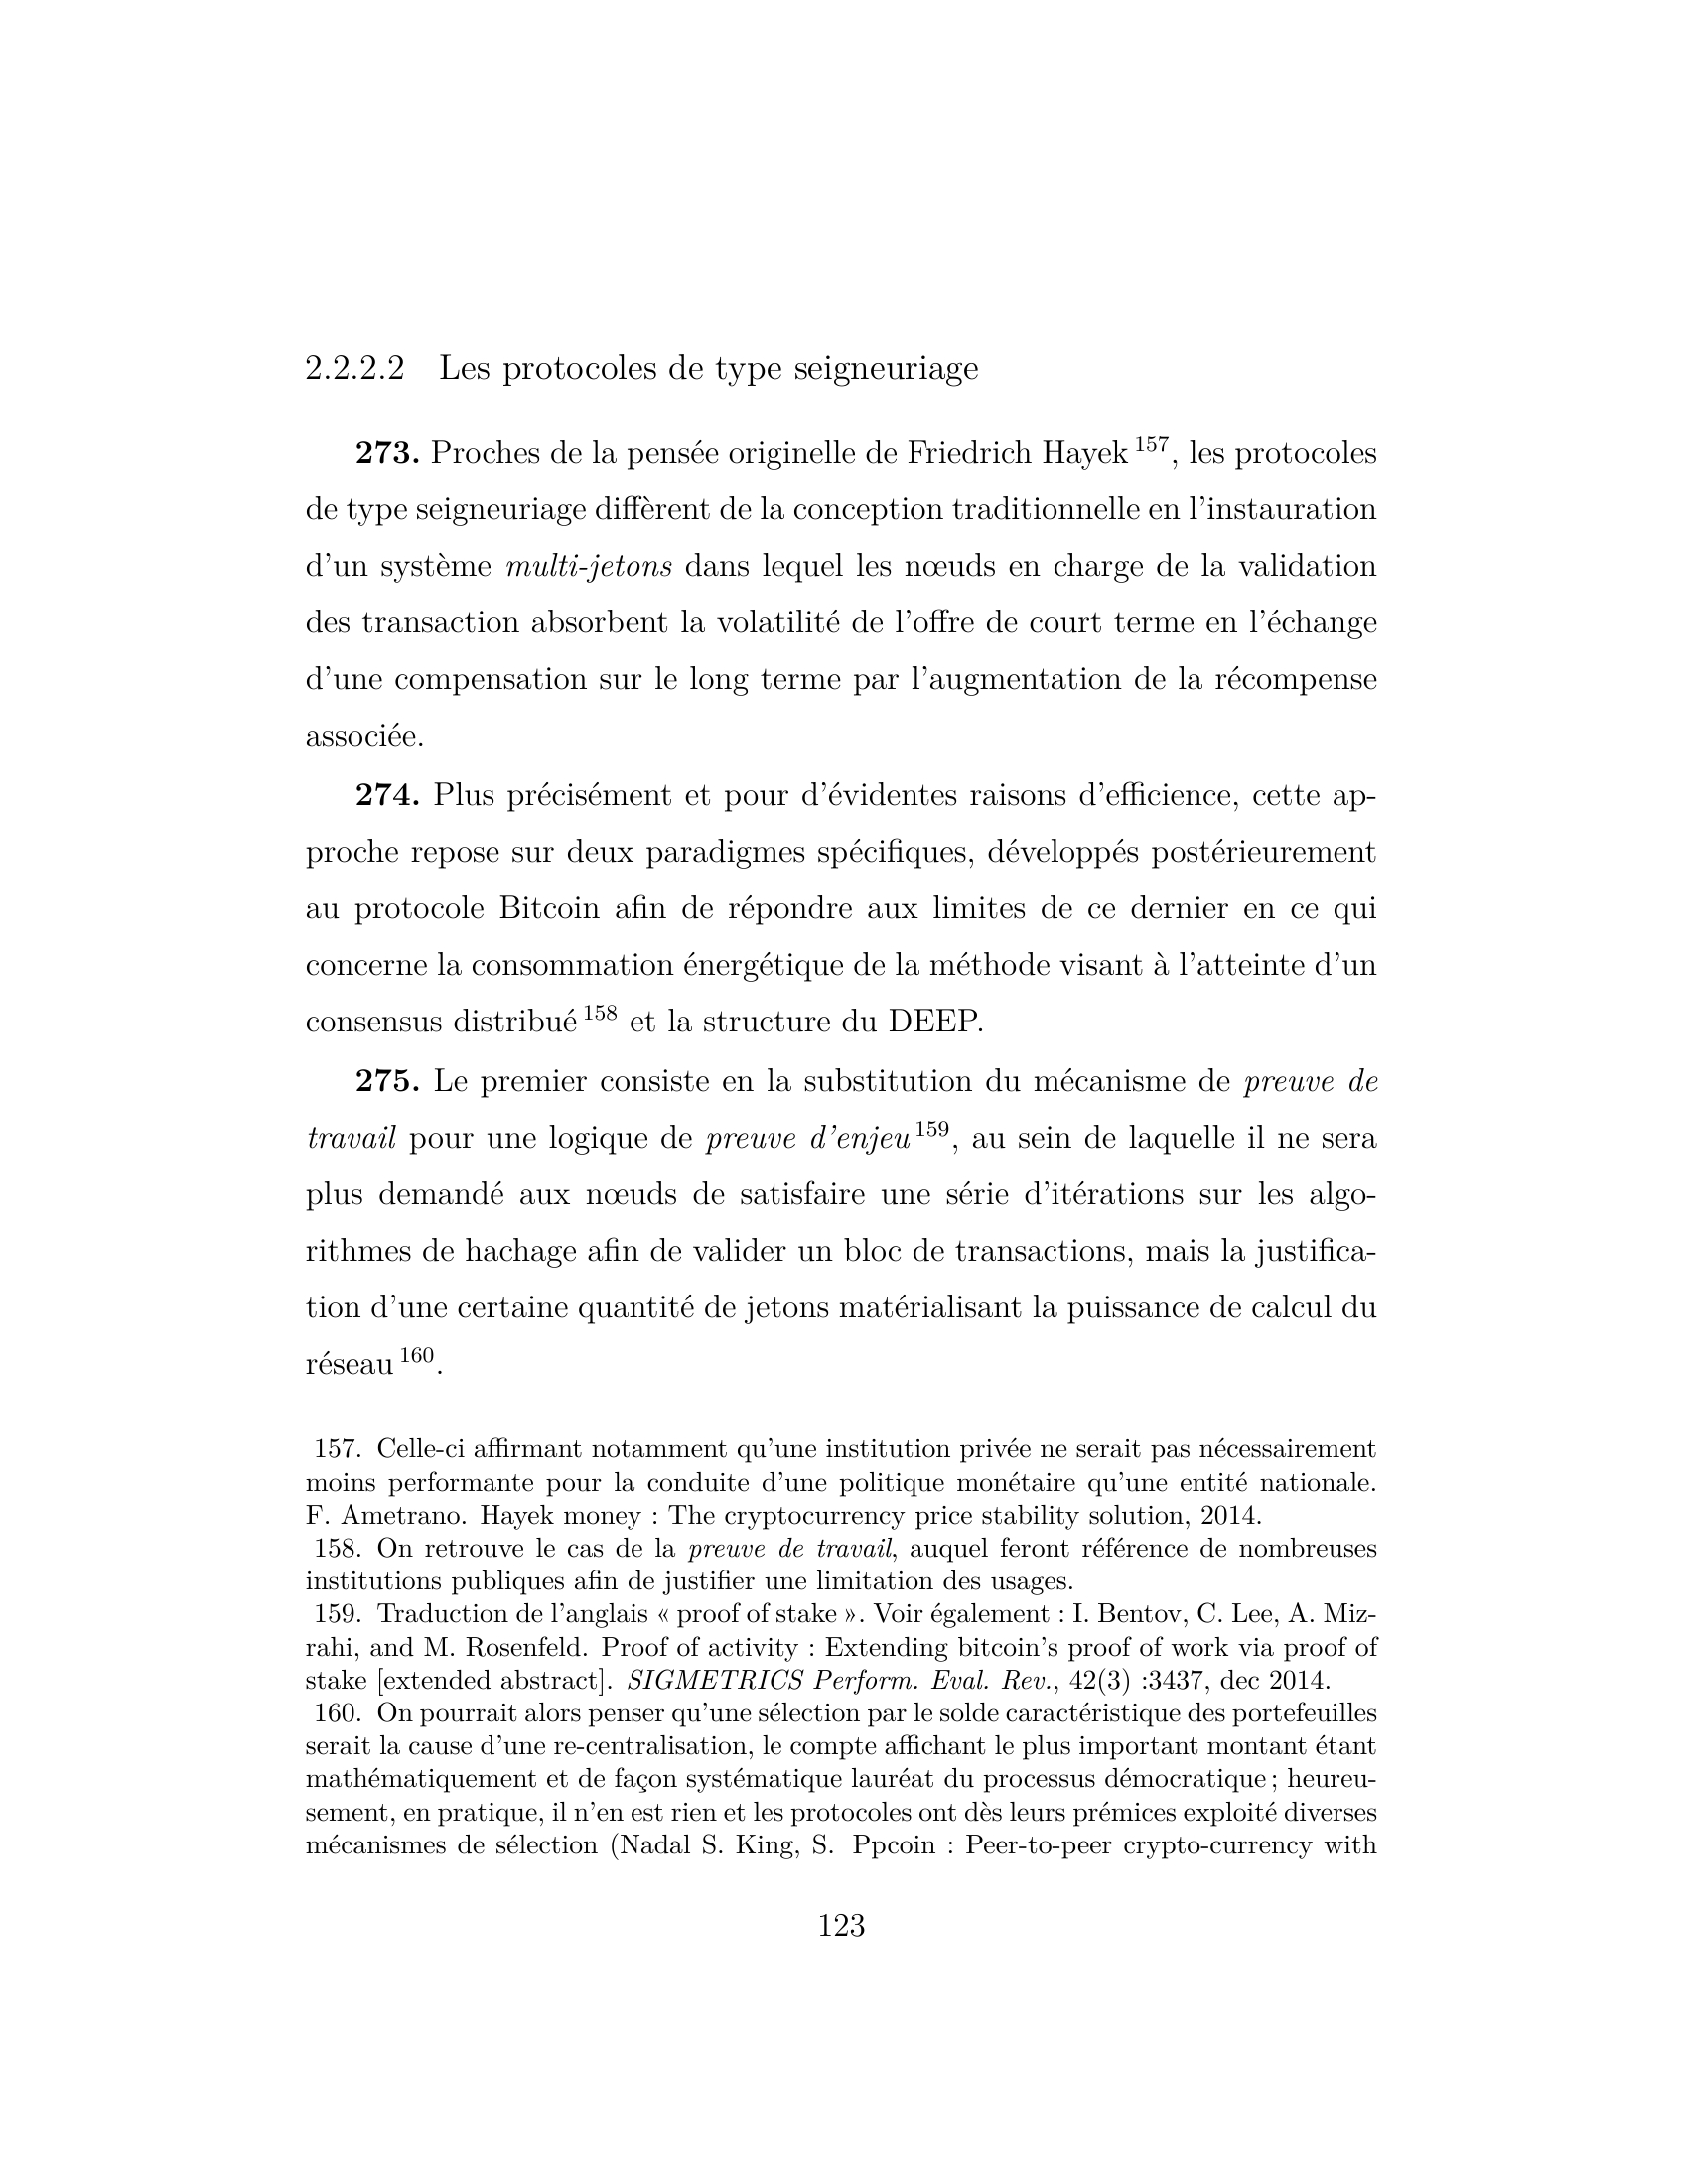 2.2.2.2 Les protocoles de type seigneuriage
273. Proches de la pensée originelle de Friedrich Hayek 157, les protocoles
de type seigneuriage diffèrent de la conception traditionnelle en l'instauration
d'un système multi-jetons dans lequel les nœuds en charge de la validation
des transaction absorbent la volatilité de l'offre de court terme en l'échange
d'une compensation sur le long terme par l'augmentation de la récompense
associée.
274. Plus précisément et pour d'évidentes raisons d'efficience, cette ap-
proche repose sur deux paradigmes spécifiques, développés postérieurement
au protocole Bitcoin afin de répondre aux limites de ce dernier en ce qui
concerne la consommation énergétique de la méthode visant à l'atteinte d'un
consensus distribué 158 et la structure du DEEP.
275. Le premier consiste en la substitution du mécanisme de preuve de
travail pour une logique de preuve d'enjeu 159, au sein de laquelle il ne sera
plus demandé aux nœuds de satisfaire une série d'itérations sur les algo-
rithmes de hachage afin de valider un bloc de transactions, mais la justifica-
tion d'une certaine quantité de jetons matérialisant la puissance de calcul du
réseau 160.
157. Celle-ci affirmant notamment qu'une institution privée ne serait pas nécessairement
moins performante pour la conduite d'une politique monétaire qu'une entité nationale.
F. Ametrano. Hayek money : The cryptocurrency price stability solution, 2014.
158. On retrouve le cas de la preuve de travail, auquel feront référence de nombreuses
institutions publiques afin de justifier une limitation des usages.
159. Traduction de l'anglais « proof of stake ». Voir également : I. Bentov, C. Lee, A. Miz-
rahi, and M. Rosenfeld. Proof of activity : Extending bitcoin's proof of work via proof of
stake [extended abstract]. SIGMETRICS Perform. Eval. Rev., 42(3) :3437, dec 2014.
160. On pourrait alors penser qu'une sélection par le solde caractéristique des portefeuilles
serait la cause d'une re-centralisation, le compte affichant le plus important montant étant
mathématiquement et de façon systématique lauréat du processus démocratique ; heureu-
sement, en pratique, il n'en est rien et les protocoles ont dès leurs prémices exploité diverses
mécanismes de sélection (Nadal S. King, S. Ppcoin : Peer-to-peer crypto-currency with
123